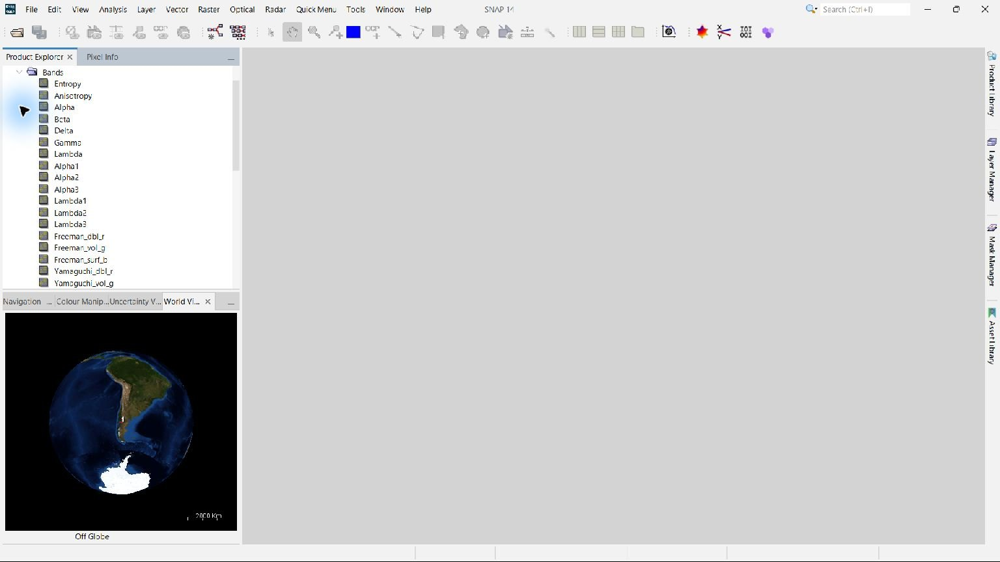 File Edit View Analysis Layer Vector Raster Optical Radar Quick Menu Tools Window Help SNAP 14 Search (Ctrl+I)
Product Explorer Pixel Info
Bands
Entropy
Anisotropy
Alpha
Beta
Delta
Gamma
Lambda
Alpha1
Alpha2
Alpha3
Lambda1
Lambda2
Lambda3
Freeman_dbl_r
Freeman_vol_g
Freeman_surf_b
Yamaguchi_dbl_r
Yamaguchi_vol_g
Navigation ... Colour Manip... Uncertainty V... World Vi...
2000 Km
Off Globe
Product Library
Layer Manager
Mask Manager
Asset Library